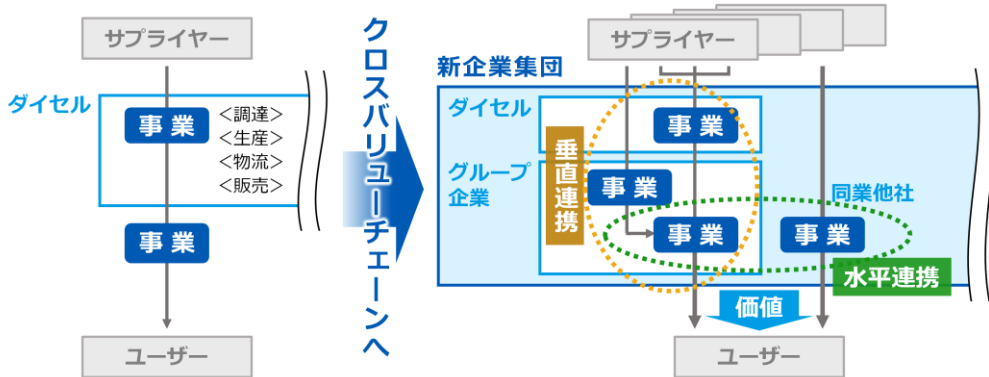 サプライヤー
ダイセル
事業
<調達>
<生産>
<物流>
<販売>
事業
ユーザー
クロスバリューチェーンへ
サプライヤー
新企業集団
ダイセル
事業
グループ
企業
垂直連携
事業
同業他社
事業
事業
水平連携
価値
ユーザー